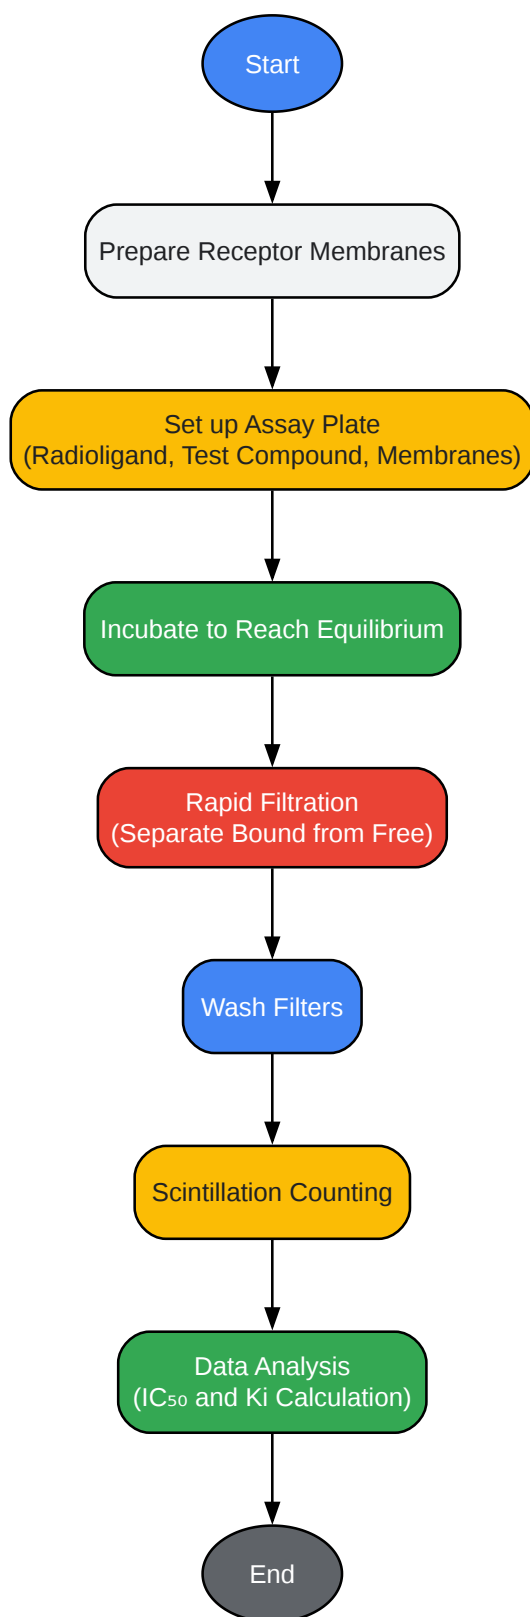 Start
Prepare Receptor Membranes
Set up Assay Plate
(Radioligand, Test Compound, Membranes)
Incubate to Reach Equilibrium
Rapid Filtration
(Separate Bound from Free)
Wash Filters
Scintillation Counting
Data Analysis
(IC₅₀ and Ki Calculation)
End